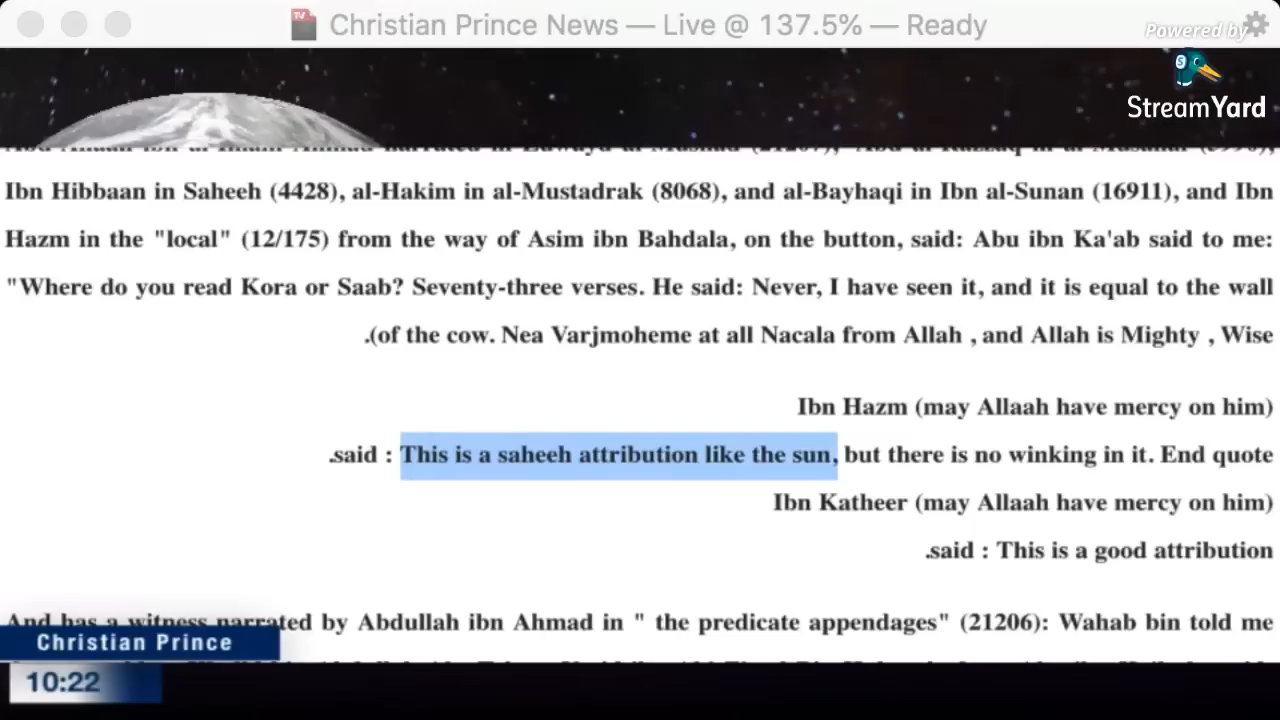 Christian Prince News — Live @ 137.5% — Ready
Powered by
StreamYard
Ibn Hibbaan in Saheeh (4428), al-Hakim in al-Mustadrak (8068), and al-Bayhaqi in Ibn al-Sunan (16911), and Ibn
Hazm in the "local" (12/175) from the way of Asim ibn Bahdala, on the button, said: Abu ibn Ka'ab said to me:
"Where do you read Kora or Saab? Seventy-three verses. He said: Never, I have seen it, and it is equal to the wall
.(of the cow. Nea Varjmoheme at all Nacala from Allah , and Allah is Mighty , Wise
Ibn Hazm (may Allaah have mercy on him)
.said : This is a saheeh attribution like the sun, but there is no winking in it. End quote
Ibn Katheer (may Allaah have mercy on him)
.said : This is a good attribution
And has a witness narrated by Abdullah ibn Ahmad in " the predicate appendages" (21206): Wahab bin told me
Christian Prince
10:22